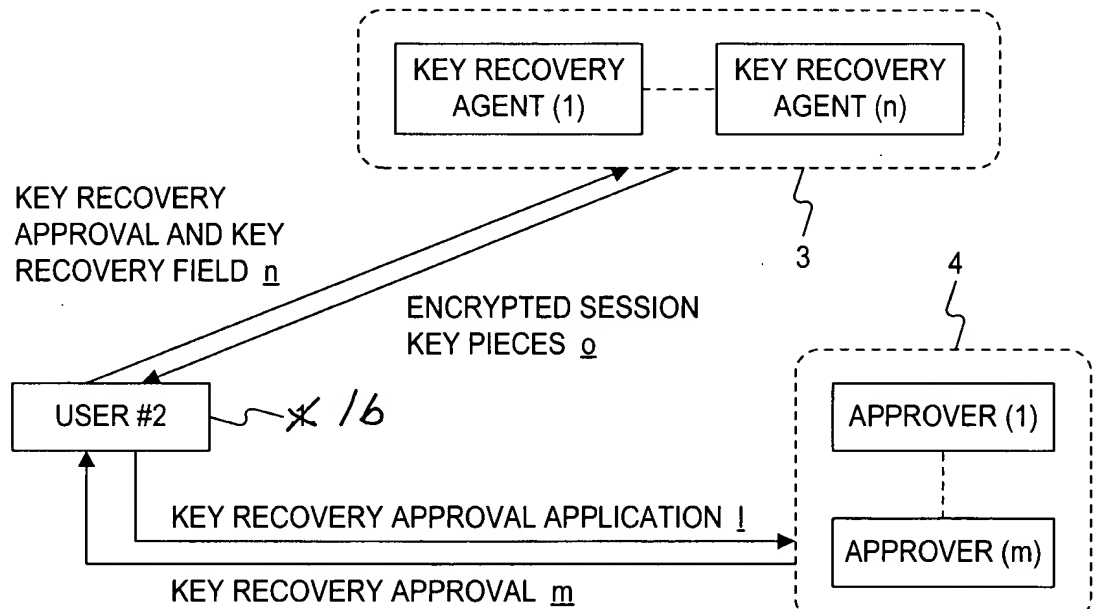 KEY RECOVERY
AGENT (1)
KEY RECOVERY
AGENT (n)
KEY RECOVERY
APPROVAL AND KEY
RECOVERY FIELD n
3
4
ENCRYPTED SESSION
KEY PIECES o
USER #2
1b
APPROVER (1)
KEY RECOVERY APPROVAL APPLICATION l
APPROVER (m)
KEY RECOVERY APPROVAL m